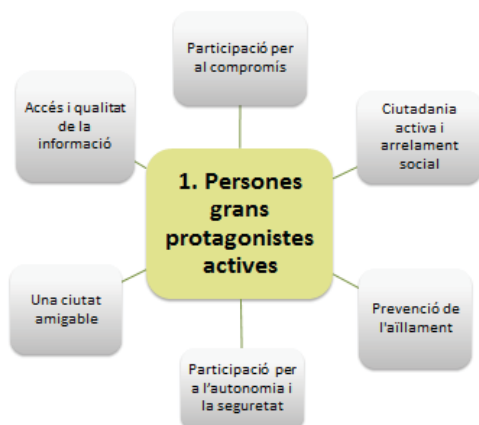 Participació per
al compromís
Accés i qualitat
de la
informació
Ciutadania
activa i
arrelament
social
1. Persones
grans
protagonistes
actives
Una ciutat
amigable
Prevenció de
l'aïllament
Participació per
a l'autonomia i
la seguretat